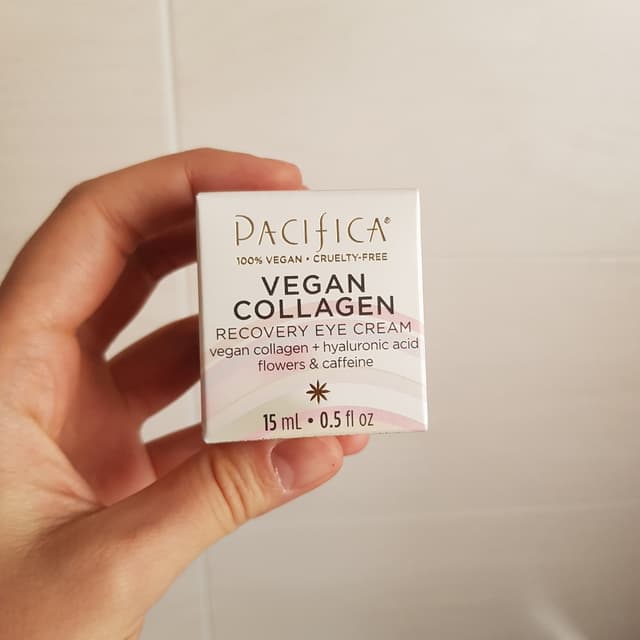 PACIFICA®
100% VEGAN • CRUELTY-FREE
VEGAN
COLLAGEN
RECOVERY EYE CREAM
vegan collagen + hyaluronic acid
flowers & caffeine
15 mL • 0.5 fl oz